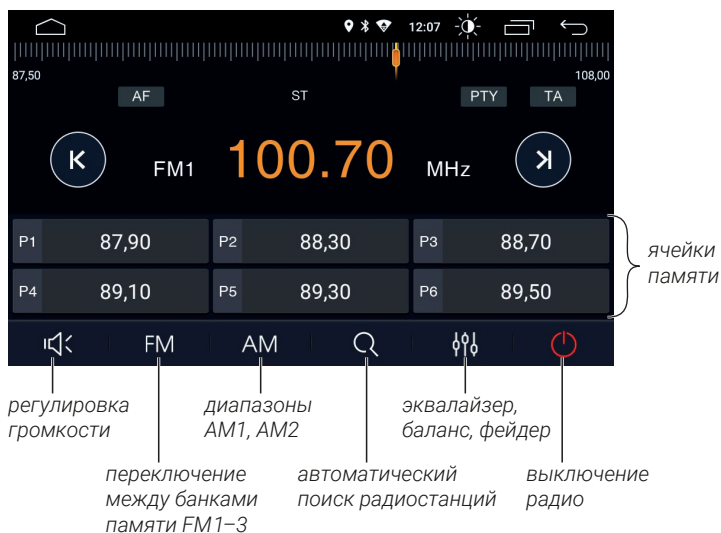 12:07
87,50
108,00
AF
ST
PTY
TA
FM1
100.70
MHz
P1 87,90 P2 88,30 P3 88,70
P4 89,10 P5 89,30 P6 89,50
ячейки
памяти
FM AM
регулировка
громкости
диапазоны
AM1, AM2
эквалайзер,
баланс, фейдер
переключение
между банками
памяти FM1–3
автоматический
поиск радиостанций
выключение
радио